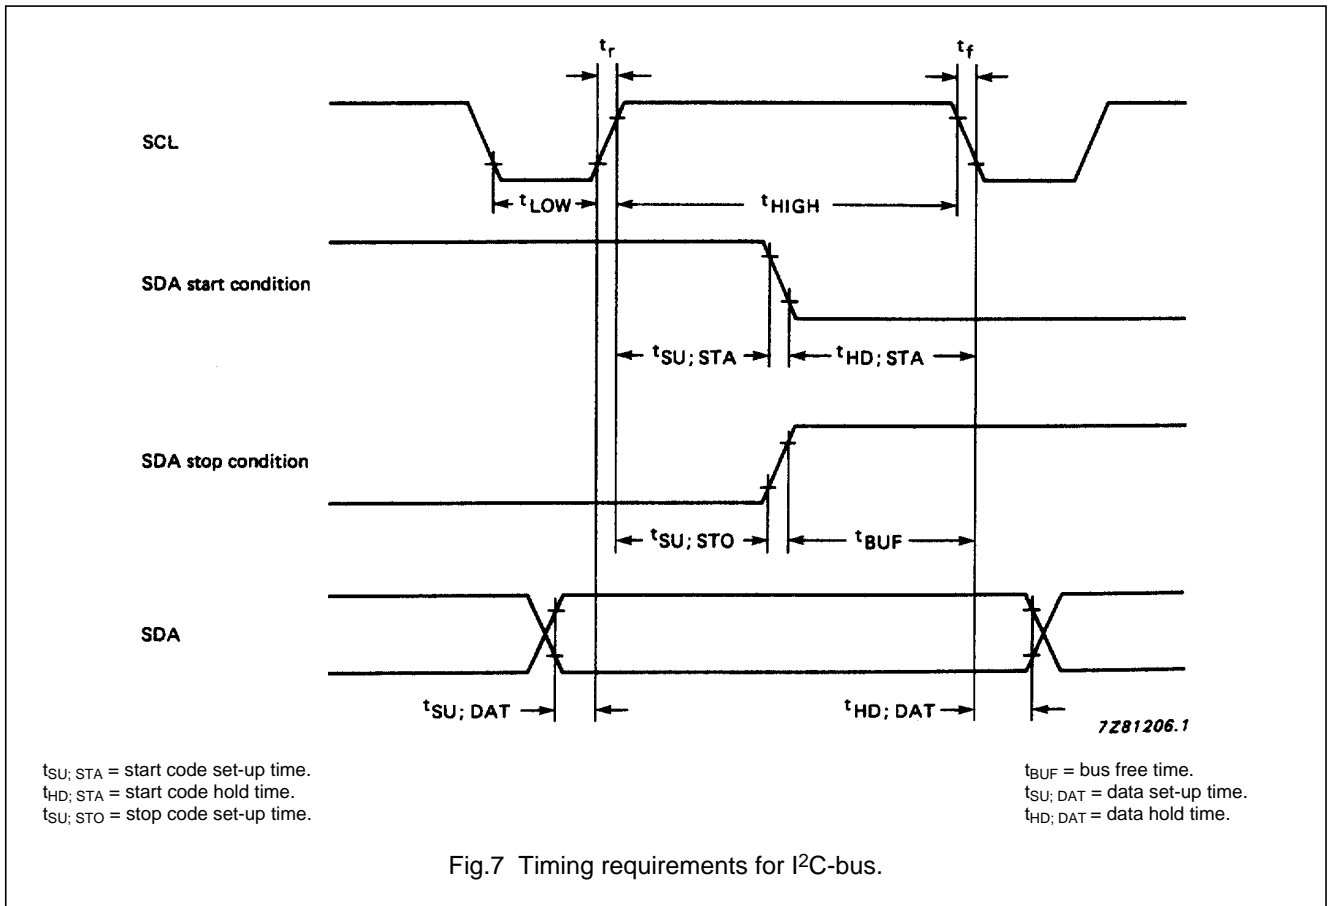 tr
tf
SCL
tLOW
tHIGH
SDA start condition
tSU; STA
tHD; STA
SDA stop condition
tSU; STO
tBUF
SDA
tSU; DAT
tHD; DAT
7Z81206.1
tSU; STA = start code set-up time.
tHD; STA = start code hold time.
tSU; STO = stop code set-up time.
tBUF = bus free time.
tSU; DAT = data set-up time.
tHD; DAT = data hold time.
Fig.7 Timing requirements for I²C-bus.